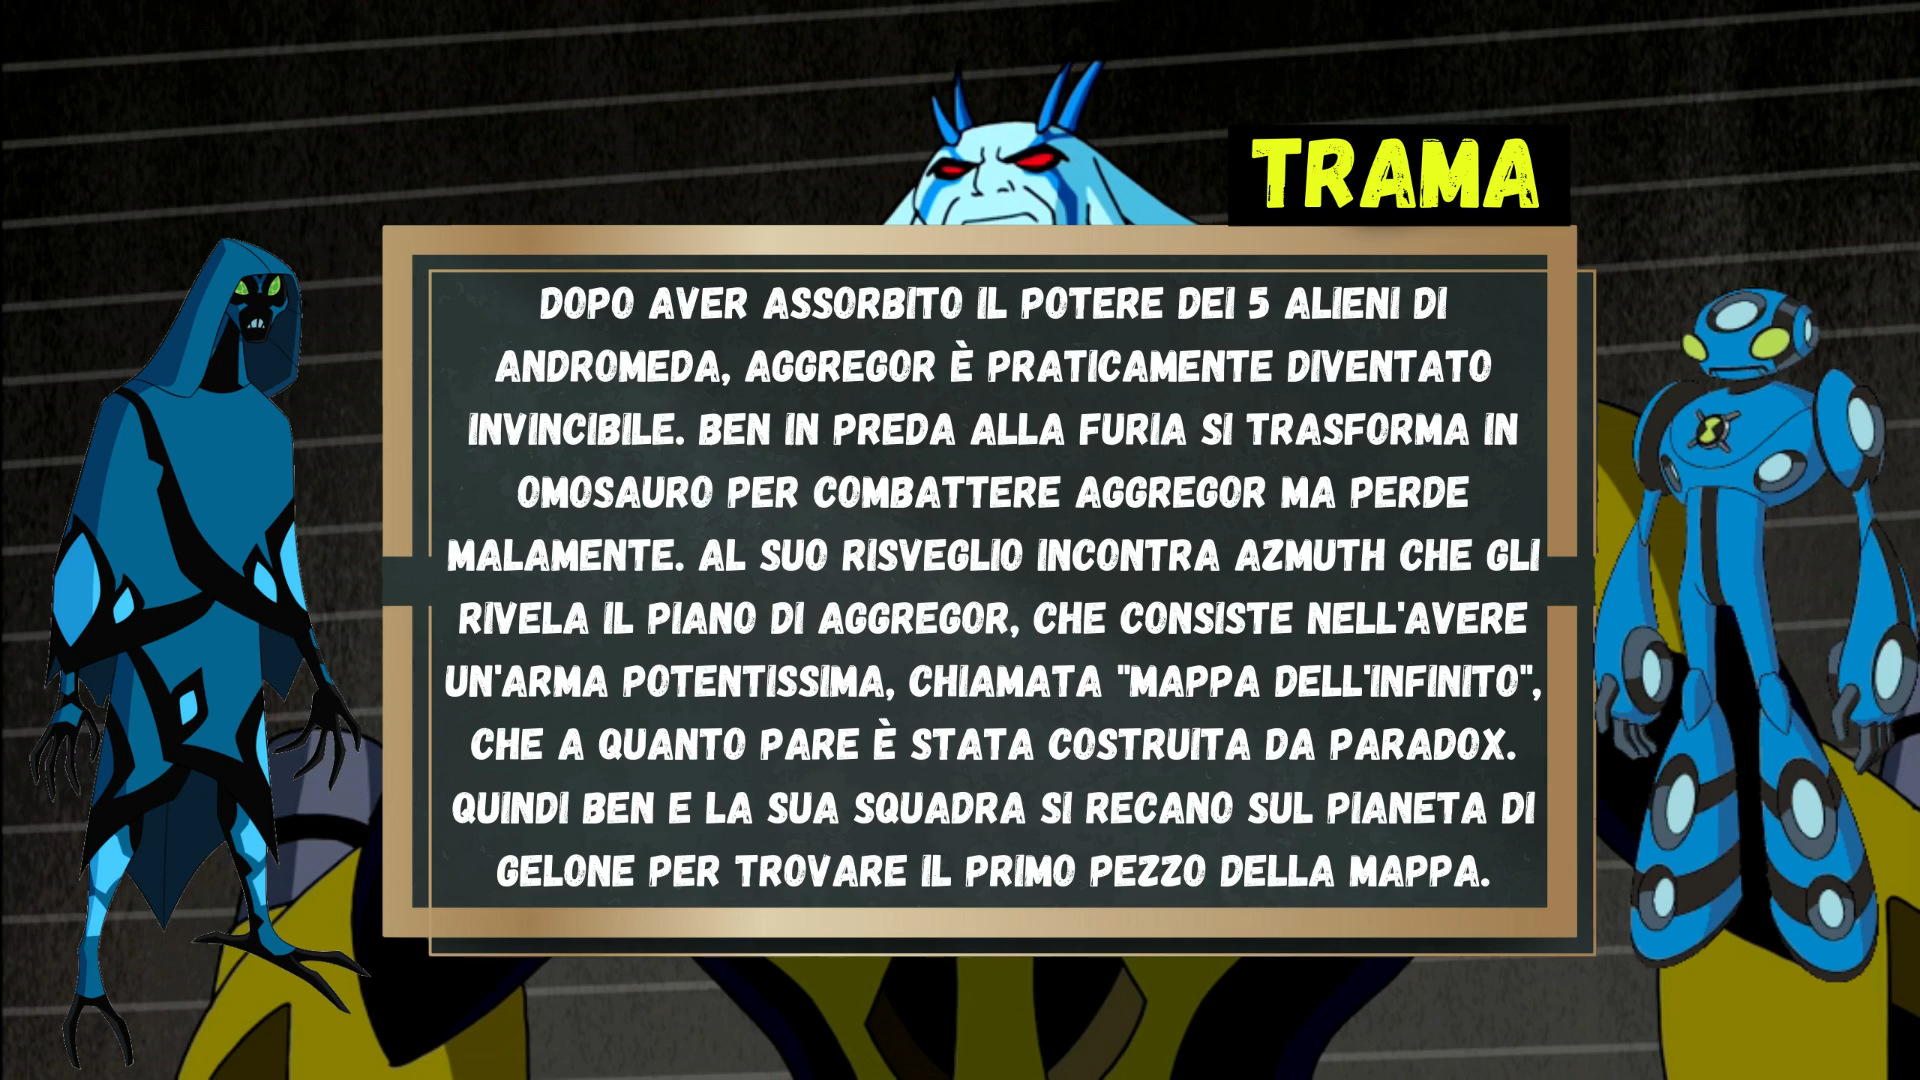 TRAMA
DOPO AVER ASSORBITO IL POTERE DEI 5 ALIENI DI
ANDROMEDA, AGGREGOR È PRATICAMENTE DIVENTATO
INVINCIBILE. BEN IN PREDA ALLA FURIA SI TRASFORMA IN
OMOSAURO PER COMBATTERE AGGREGOR MA PERDE
MALAMENTE. AL SUO RISVEGLIO INCONTRA AZMUTH CHE GLI
RIVELA IL PIANO DI AGGREGOR, CHE CONSISTE NELL'AVERE
UN'ARMA POTENTISSIMA, CHIAMATA "MAPPA DELL'INFINITO",
CHE A QUANTO PARE È STATA COSTRUITA DA PARADOX.
QUINDI BEN E LA SUA SQUADRA SI RECANO SUL PIANETA DI
GELONE PER TROVARE IL PRIMO PEZZO DELLA MAPPA.